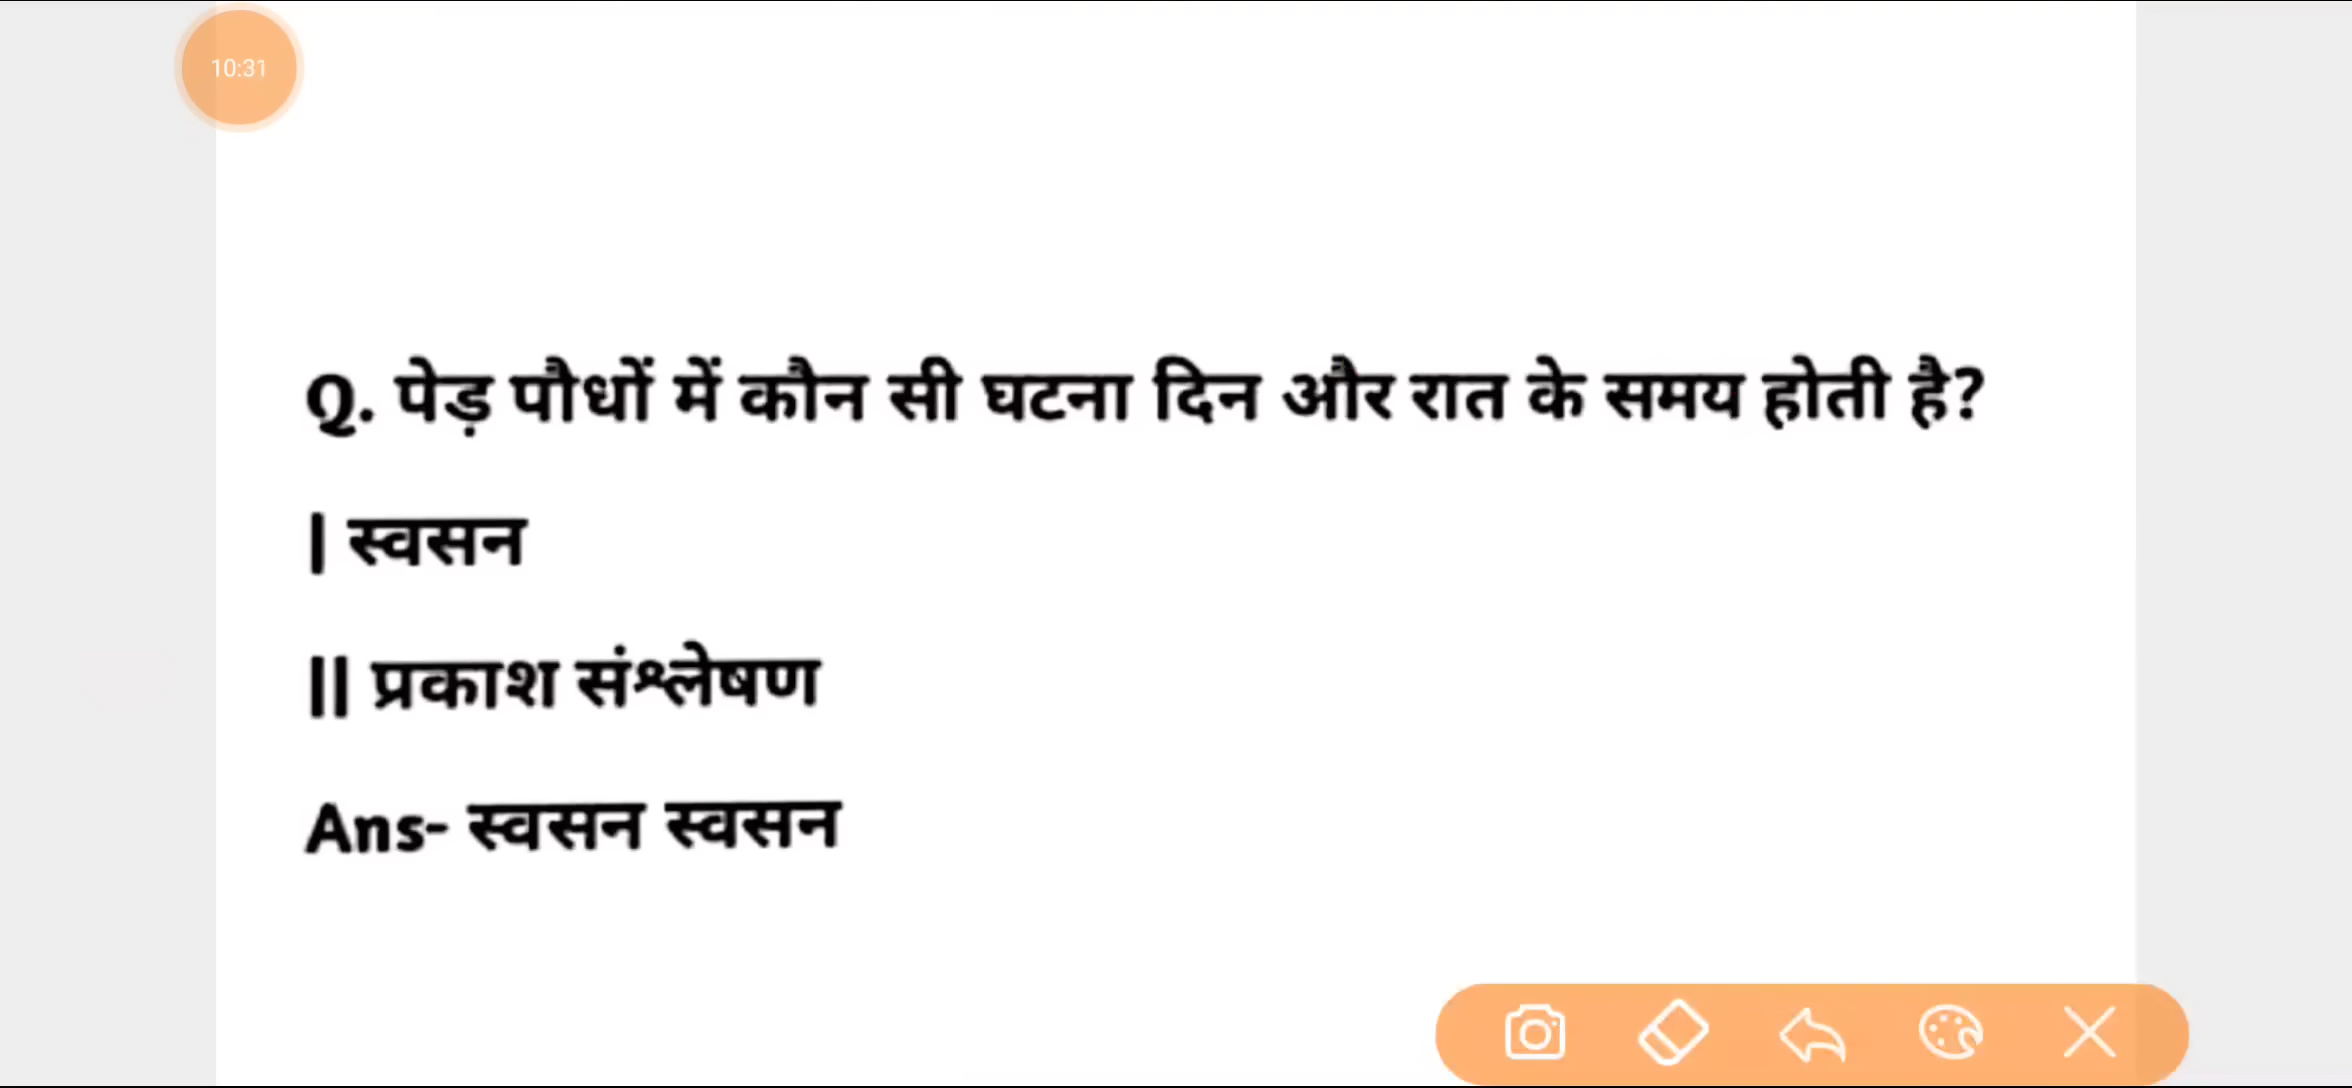 10:31
Q. पेड़ पौधों में कौन सी घटना दिन और रात के समय होती है?
| स्वसन
|| प्रकाश संश्लेषण
Ans- स्वसन स्वसन